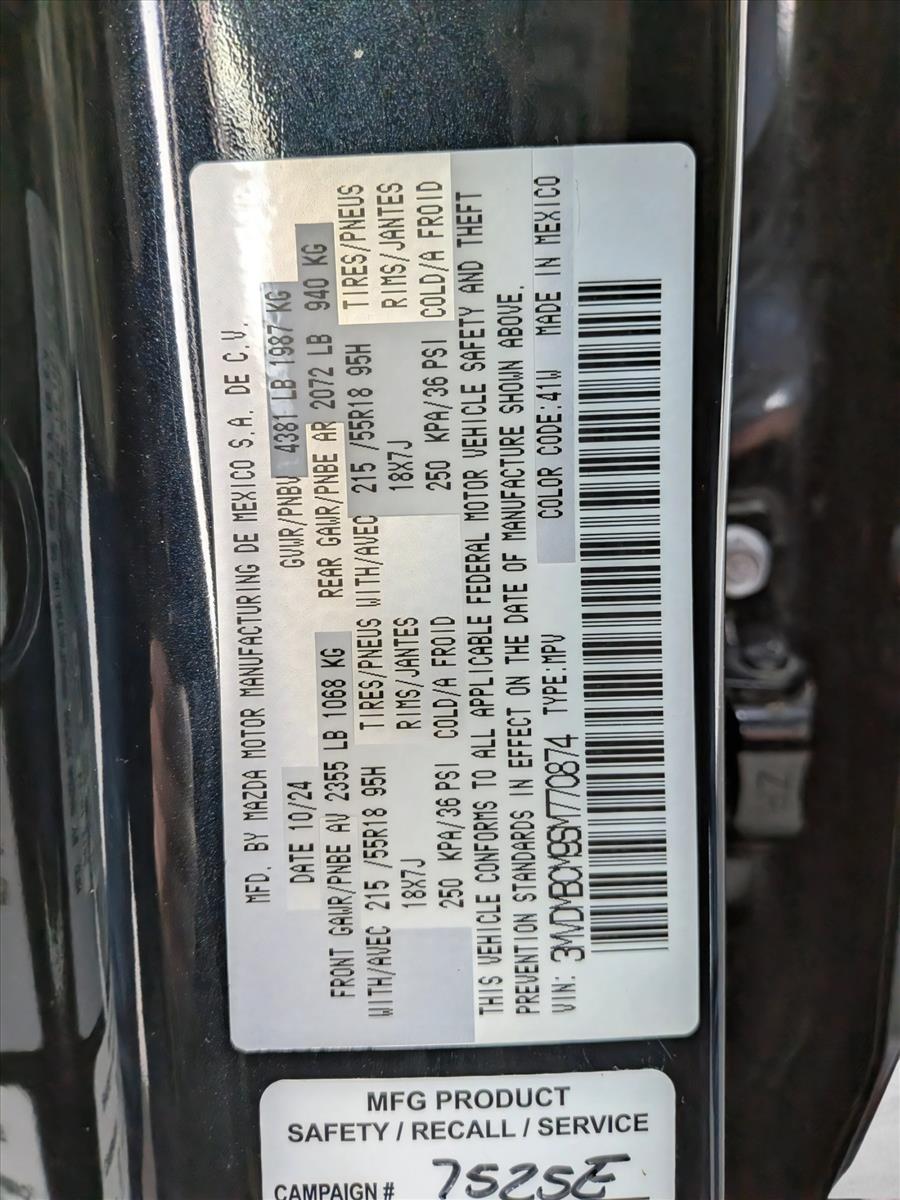 MFD. BY MAZDA MOTOR MANUFACTURING DE MEXICO S.A. DE C.V.
DATE 10/24 GVWR/PNBV 4381 LB 1987 KG
FRONT GAWR/PNBE AV 2355 LB 1068 KG REAR GAWR/PNBE AR 2072 LB 940 KG
WITH/AVEC 215 /55R18 95H TIRES/PNEUS WITH/AVEC 215 /55R18 95H TIRES/PNEUS
18X7J RIMS/JANTES 18X7J RIMS/JANTES
250 KPA/36 PSI COLD/A FROID 250 KPA/36 PSI COLD/A FROID
THIS VEHICLE CONFORMS TO ALL APPLICABLE FEDERAL MOTOR VEHICLE SAFETY AND THEFT
PREVENTION STANDARDS IN EFFECT ON THE DATE OF MANUFACTURE SHOWN ABOVE.
VIN: 3MVDMBCM9SM770874 TYPE:MPV COLOR CODE:41W MADE IN MEXICO
MFG PRODUCT
SAFETY / RECALL / SERVICE
CAMPAIGN # 7525E